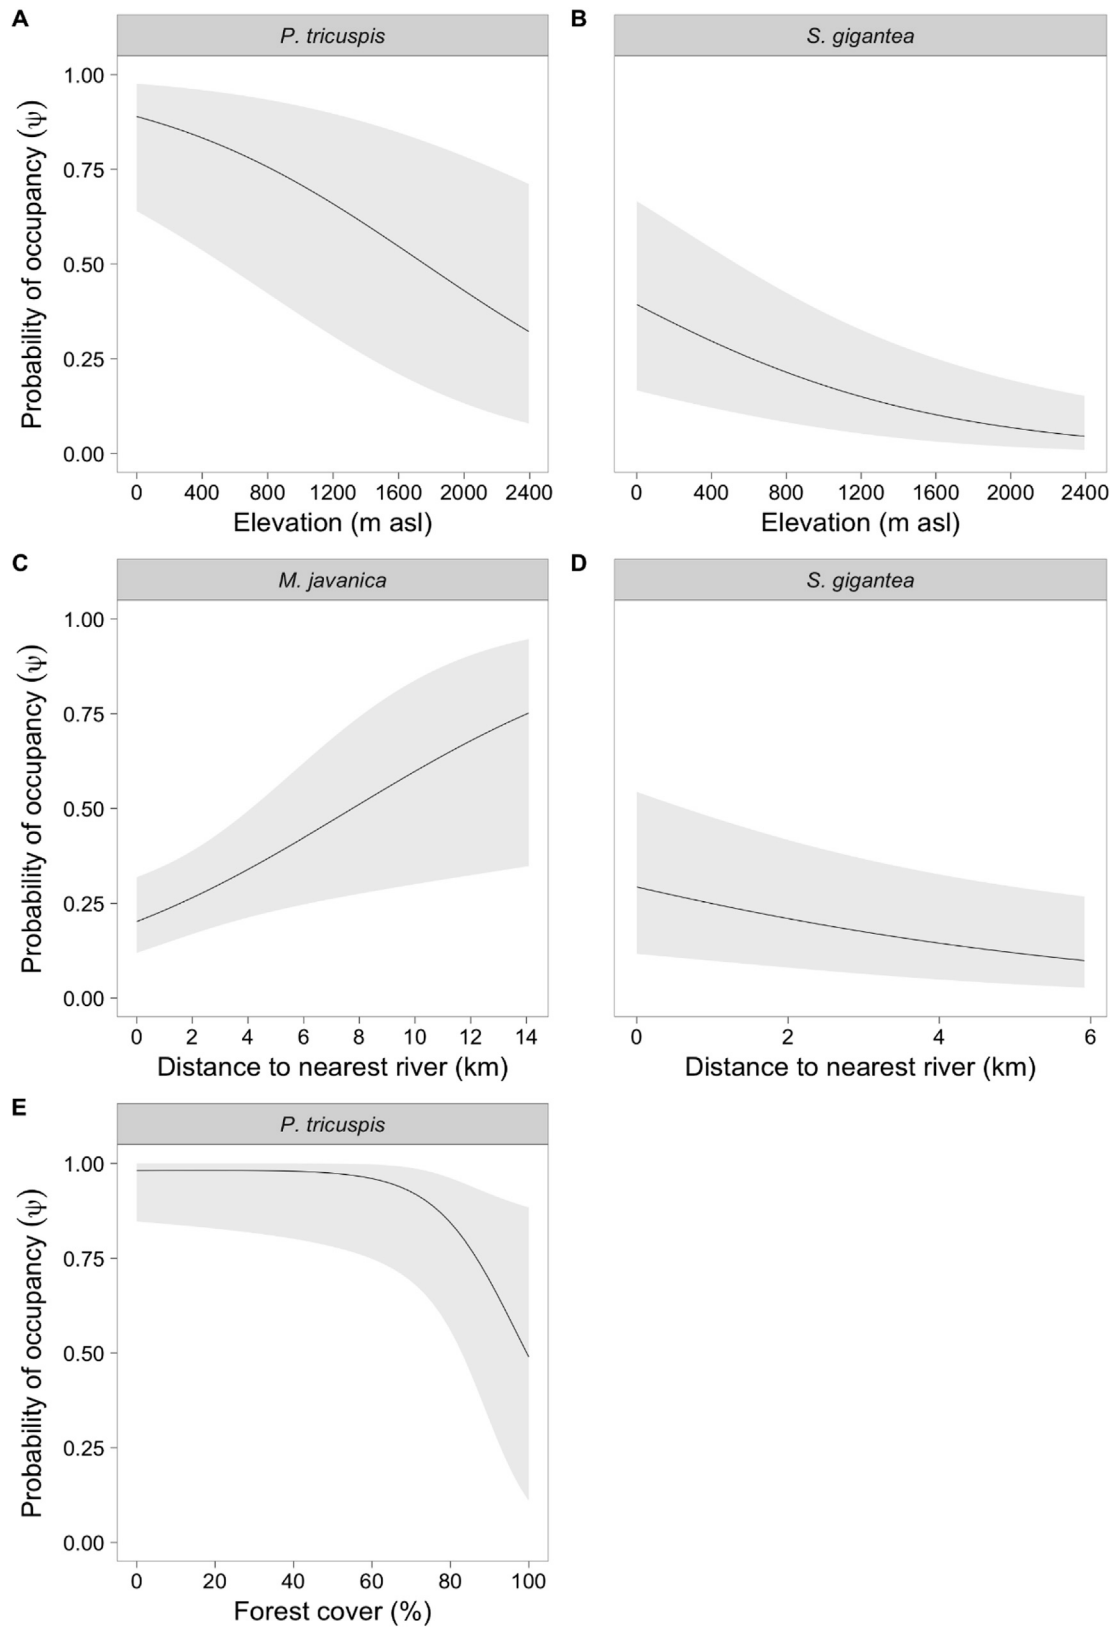 A
P. tricuspis
Probability of occupancy (ψ)
1.00
0.75
0.50
0.25
0.00
0 400 800 1200 1600 2000 2400
Elevation (m asl)
B
S. gigantea
0 400 800 1200 1600 2000 2400
Elevation (m asl)
C
M. javanica
Probability of occupancy (ψ)
1.00
0.75
0.50
0.25
0.00
0 2 4 6 8 10 12 14
Distance to nearest river (km)
D
S. gigantea
0 2 4 6
Distance to nearest river (km)
E
P. tricuspis
Probability of occupancy (ψ)
1.00
0.75
0.50
0.25
0.00
0 20 40 60 80 100
Forest cover (%)